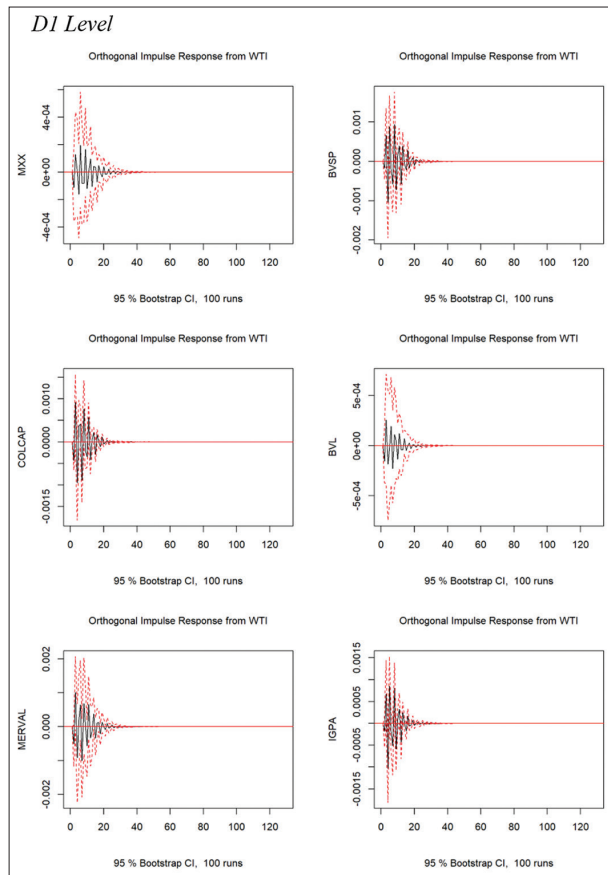 D1 Level
Orthogonal Impulse Response from WTI
MXX
4e-04
0e+00
-4e-04
0 20 40 60 80 100 120
95 % Bootstrap CI, 100 runs
Orthogonal Impulse Response from WTI
BVSP
0.001
0.000
-0.001
-0.002
0 20 40 60 80 100 120
95 % Bootstrap CI, 100 runs
Orthogonal Impulse Response from WTI
COLCAP
0.0010
0.0000
-0.0015
0 20 40 60 80 100 120
95 % Bootstrap CI, 100 runs
Orthogonal Impulse Response from WTI
BVL
5e-04
0e+00
-5e-04
0 20 40 60 80 100 120
95 % Bootstrap CI, 100 runs
Orthogonal Impulse Response from WTI
MERVAL
0.002
0.000
-0.002
0 20 40 60 80 100 120
95 % Bootstrap CI, 100 runs
Orthogonal Impulse Response from WTI
IGPA
0.0015
0.0005
-0.0005
-0.0015
0 20 40 60 80 100 120
95 % Bootstrap CI, 100 runs